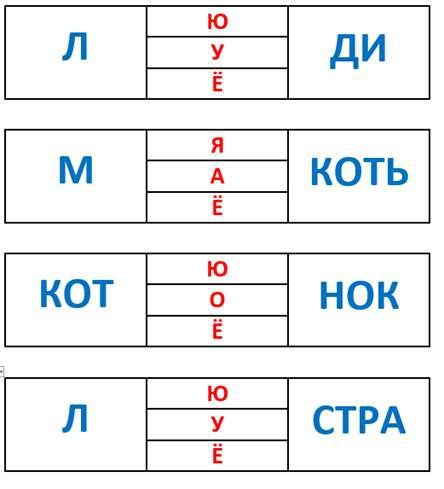 Ю
Л У ДИ
Ё
Я
М А КОТЬ
Ё
Ю
КОТ О НОК
Ё
Ю
Л У СТРА
Ё